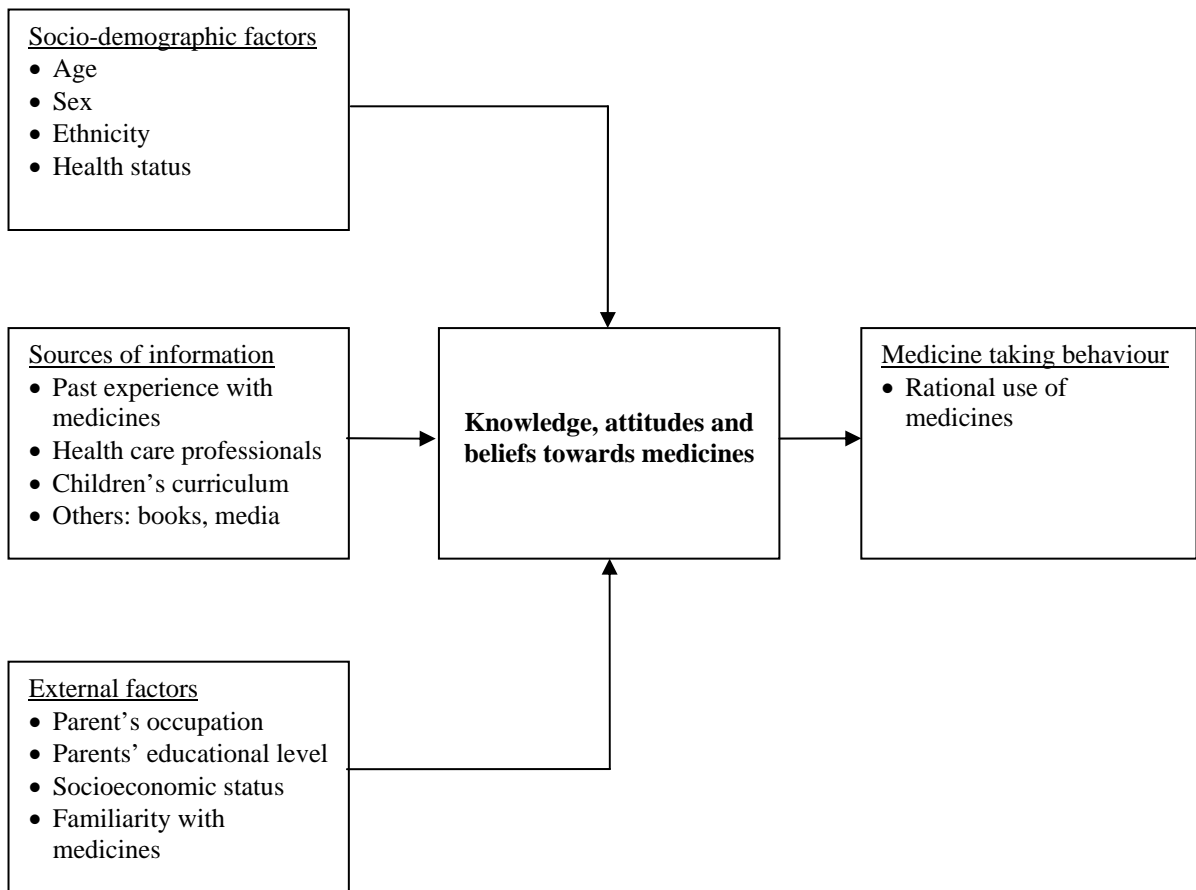 Socio-demographic factors
• Age
• Sex
• Ethnicity
• Health status
Sources of information
• Past experience with
medicines
• Health care professionals
• Children’s curriculum
• Others: books, media
Knowledge, attitudes and
beliefs towards medicines
Medicine taking behaviour
• Rational use of
medicines
External factors
• Parent’s occupation
• Parents’ educational level
• Socioeconomic status
• Familiarity with
medicines